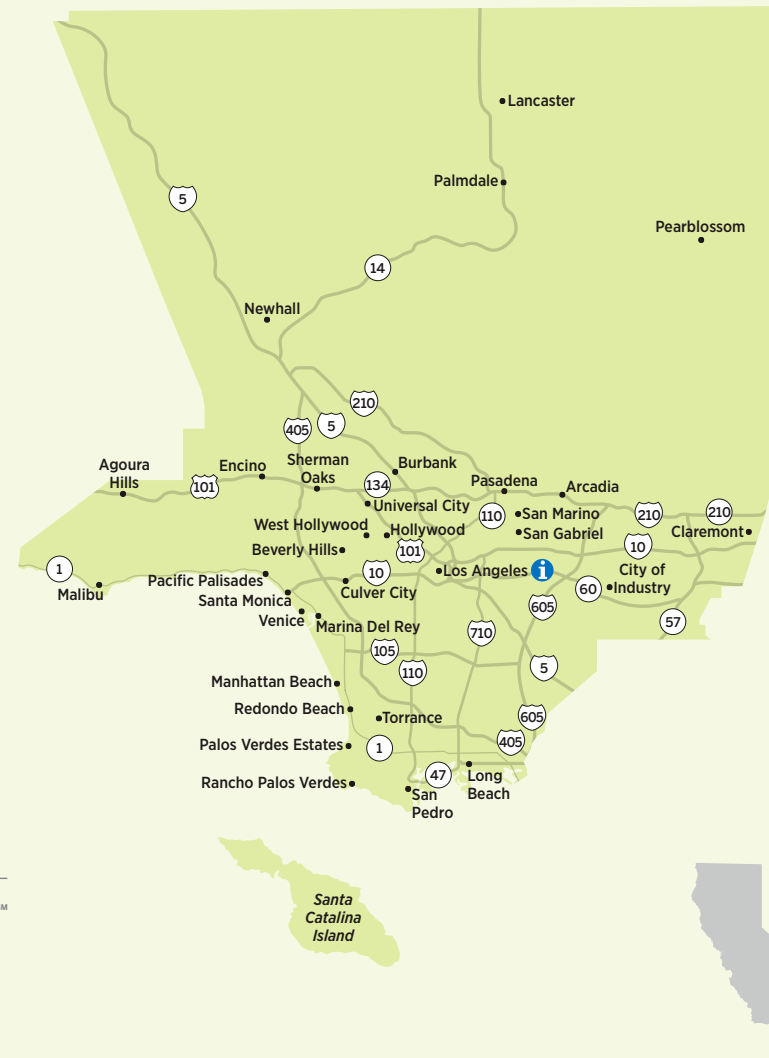 Lancaster
Palmdale
5
Pearblossom
14
Newhall
210
5
405
Sherman
Oaks
Burbank
Agoura
Hills
Encino
101
134
Pasadena
Arcadia
Universal City
110
San Marino
210
210
West Hollywood
Hollywood
San Gabriel
Claremont
Beverly Hills
101
10
1
Malibu
Pacific Palisades
10
Los Angeles
i
City of
Industry
60
Santa Monica
Culver City
605
Venice
Marina Del Rey
710
57
105
110
5
Manhattan Beach
Redondo Beach
Torrance
605
Palos Verdes Estates
1
405
Rancho Palos Verdes
47
Long
Beach
San
Pedro
Santa
Catalina
Island
M